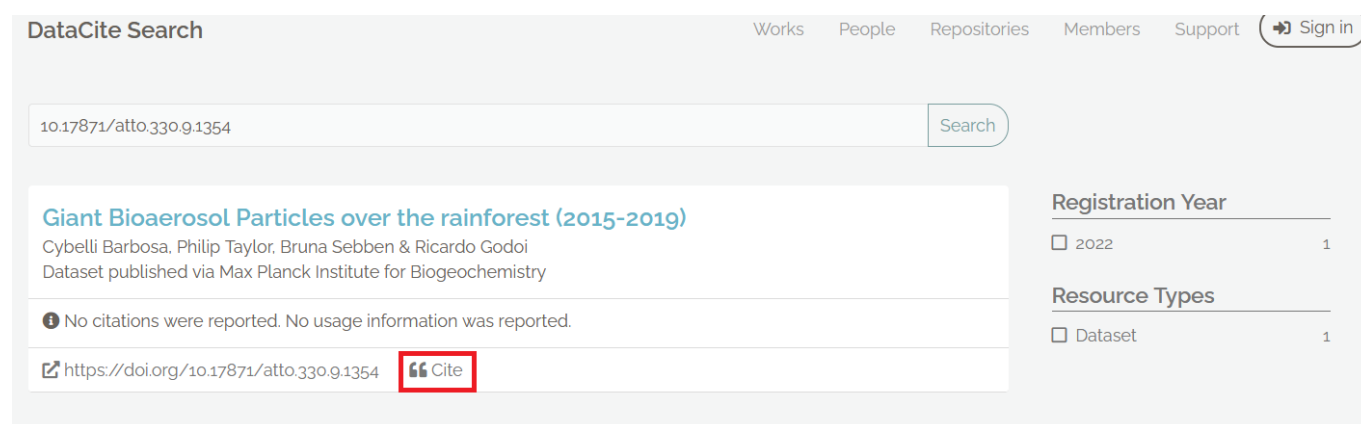 DataCite Search
Works People Repositories Members Support Sign in
10.17871/atto.330.9.1354 Search
Giant Bioaerosol Particles over the rainforest (2015-2019)
Cybelli Barbosa, Philip Taylor, Bruna Sebben & Ricardo Godoi
Dataset published via Max Planck Institute for Biogeochemistry
No citations were reported. No usage information was reported.
https://doi.org/10.17871/atto.330.9.1354 Cite
Registration Year
2022 1
Resource Types
Dataset 1